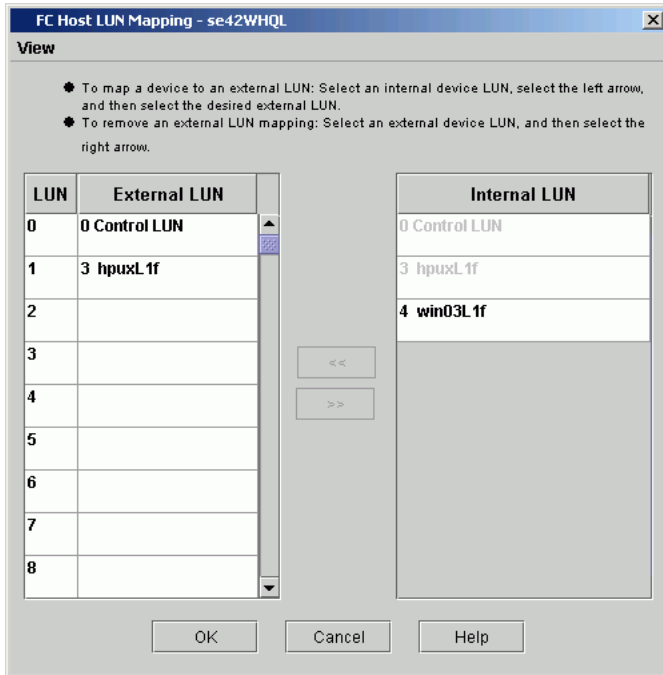 FC Host LUN Mapping - se42WHQL
View
To map a device to an external LUN: Select an internal device LUN, select the left arrow,
and then select the desired external LUN.
To remove an external LUN mapping: Select an external device LUN, and then select the
right arrow.
LUN External LUN Internal LUN
0 0 Control LUN 0 Control LUN
1 3 hpuxL1f 3 hpuxL1f
2 4 win03L1f
3
<<
4
>>
5
6
7
8
OK Cancel Help